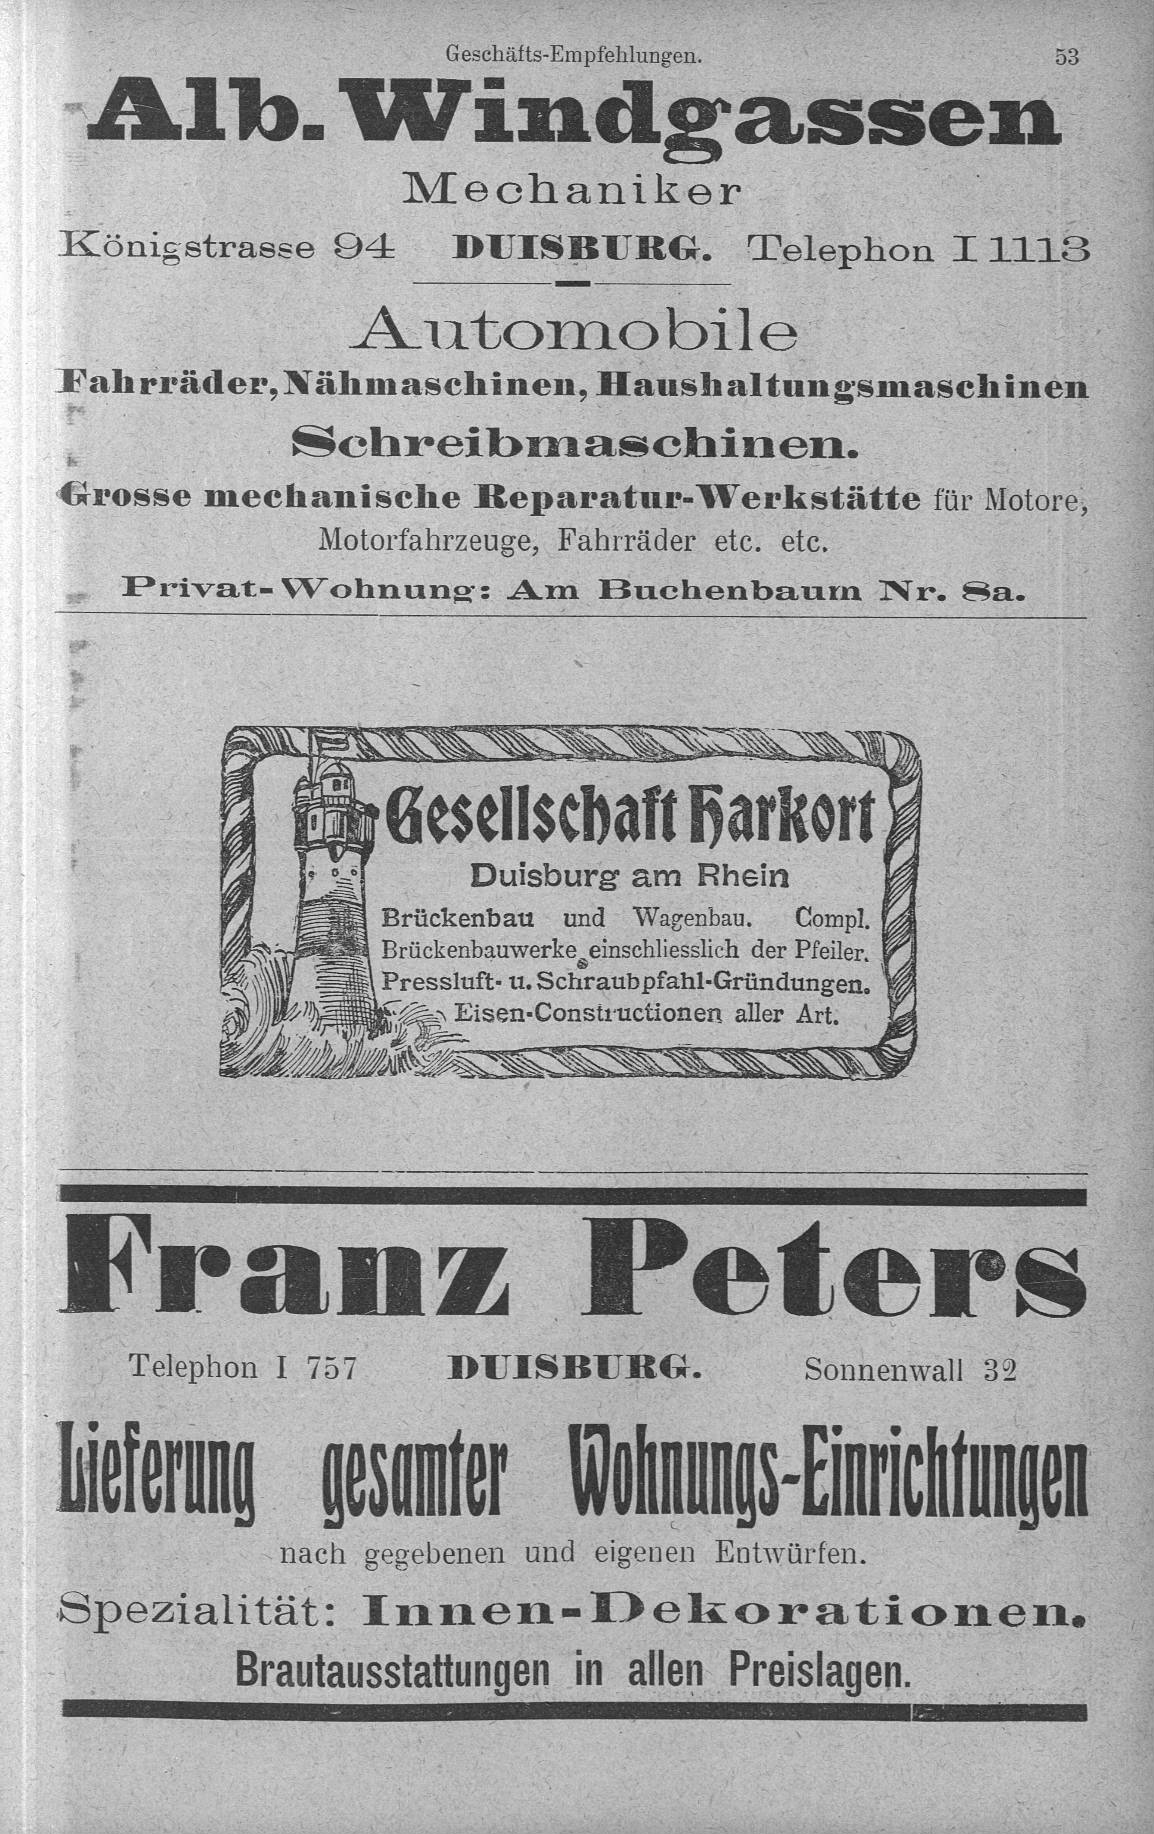 Geschäfts-Empfehlungen. 53
Alb. Windgassen
Mechaniker
Königstrasse 94 DUISBURG. Telephon I 1113
Automobile
Fahrräder, Nähmaschinen, Haushaltungsmaschinen
Schreibmaschinen.
Grosse mechanische Reparatur-Werkstätte für Motore,
Motorfahrzeuge, Fahrräder etc. etc.
Privat-Wohnung: Am Buchenbaum Nr. 8a.
Gesellschaft Harkort
Duisburg am Rhein
Brückenbau und Wagenbau. Compl.
Brückenbauwerke einschliesslich der Pfeiler.
Pressluft- u. Schraubpfahl-Gründungen.
Eisen-Constructionen aller Art.
Franz Peters
Telephon I 757 DUISBURG. Sonnenwall 32
Lieferung gesamter Wohnungs-Einrichtungen
nach gegebenen und eigenen Entwürfen.
Spezialität: Innen-Dekorationen.
Brautausstattungen in allen Preislagen.